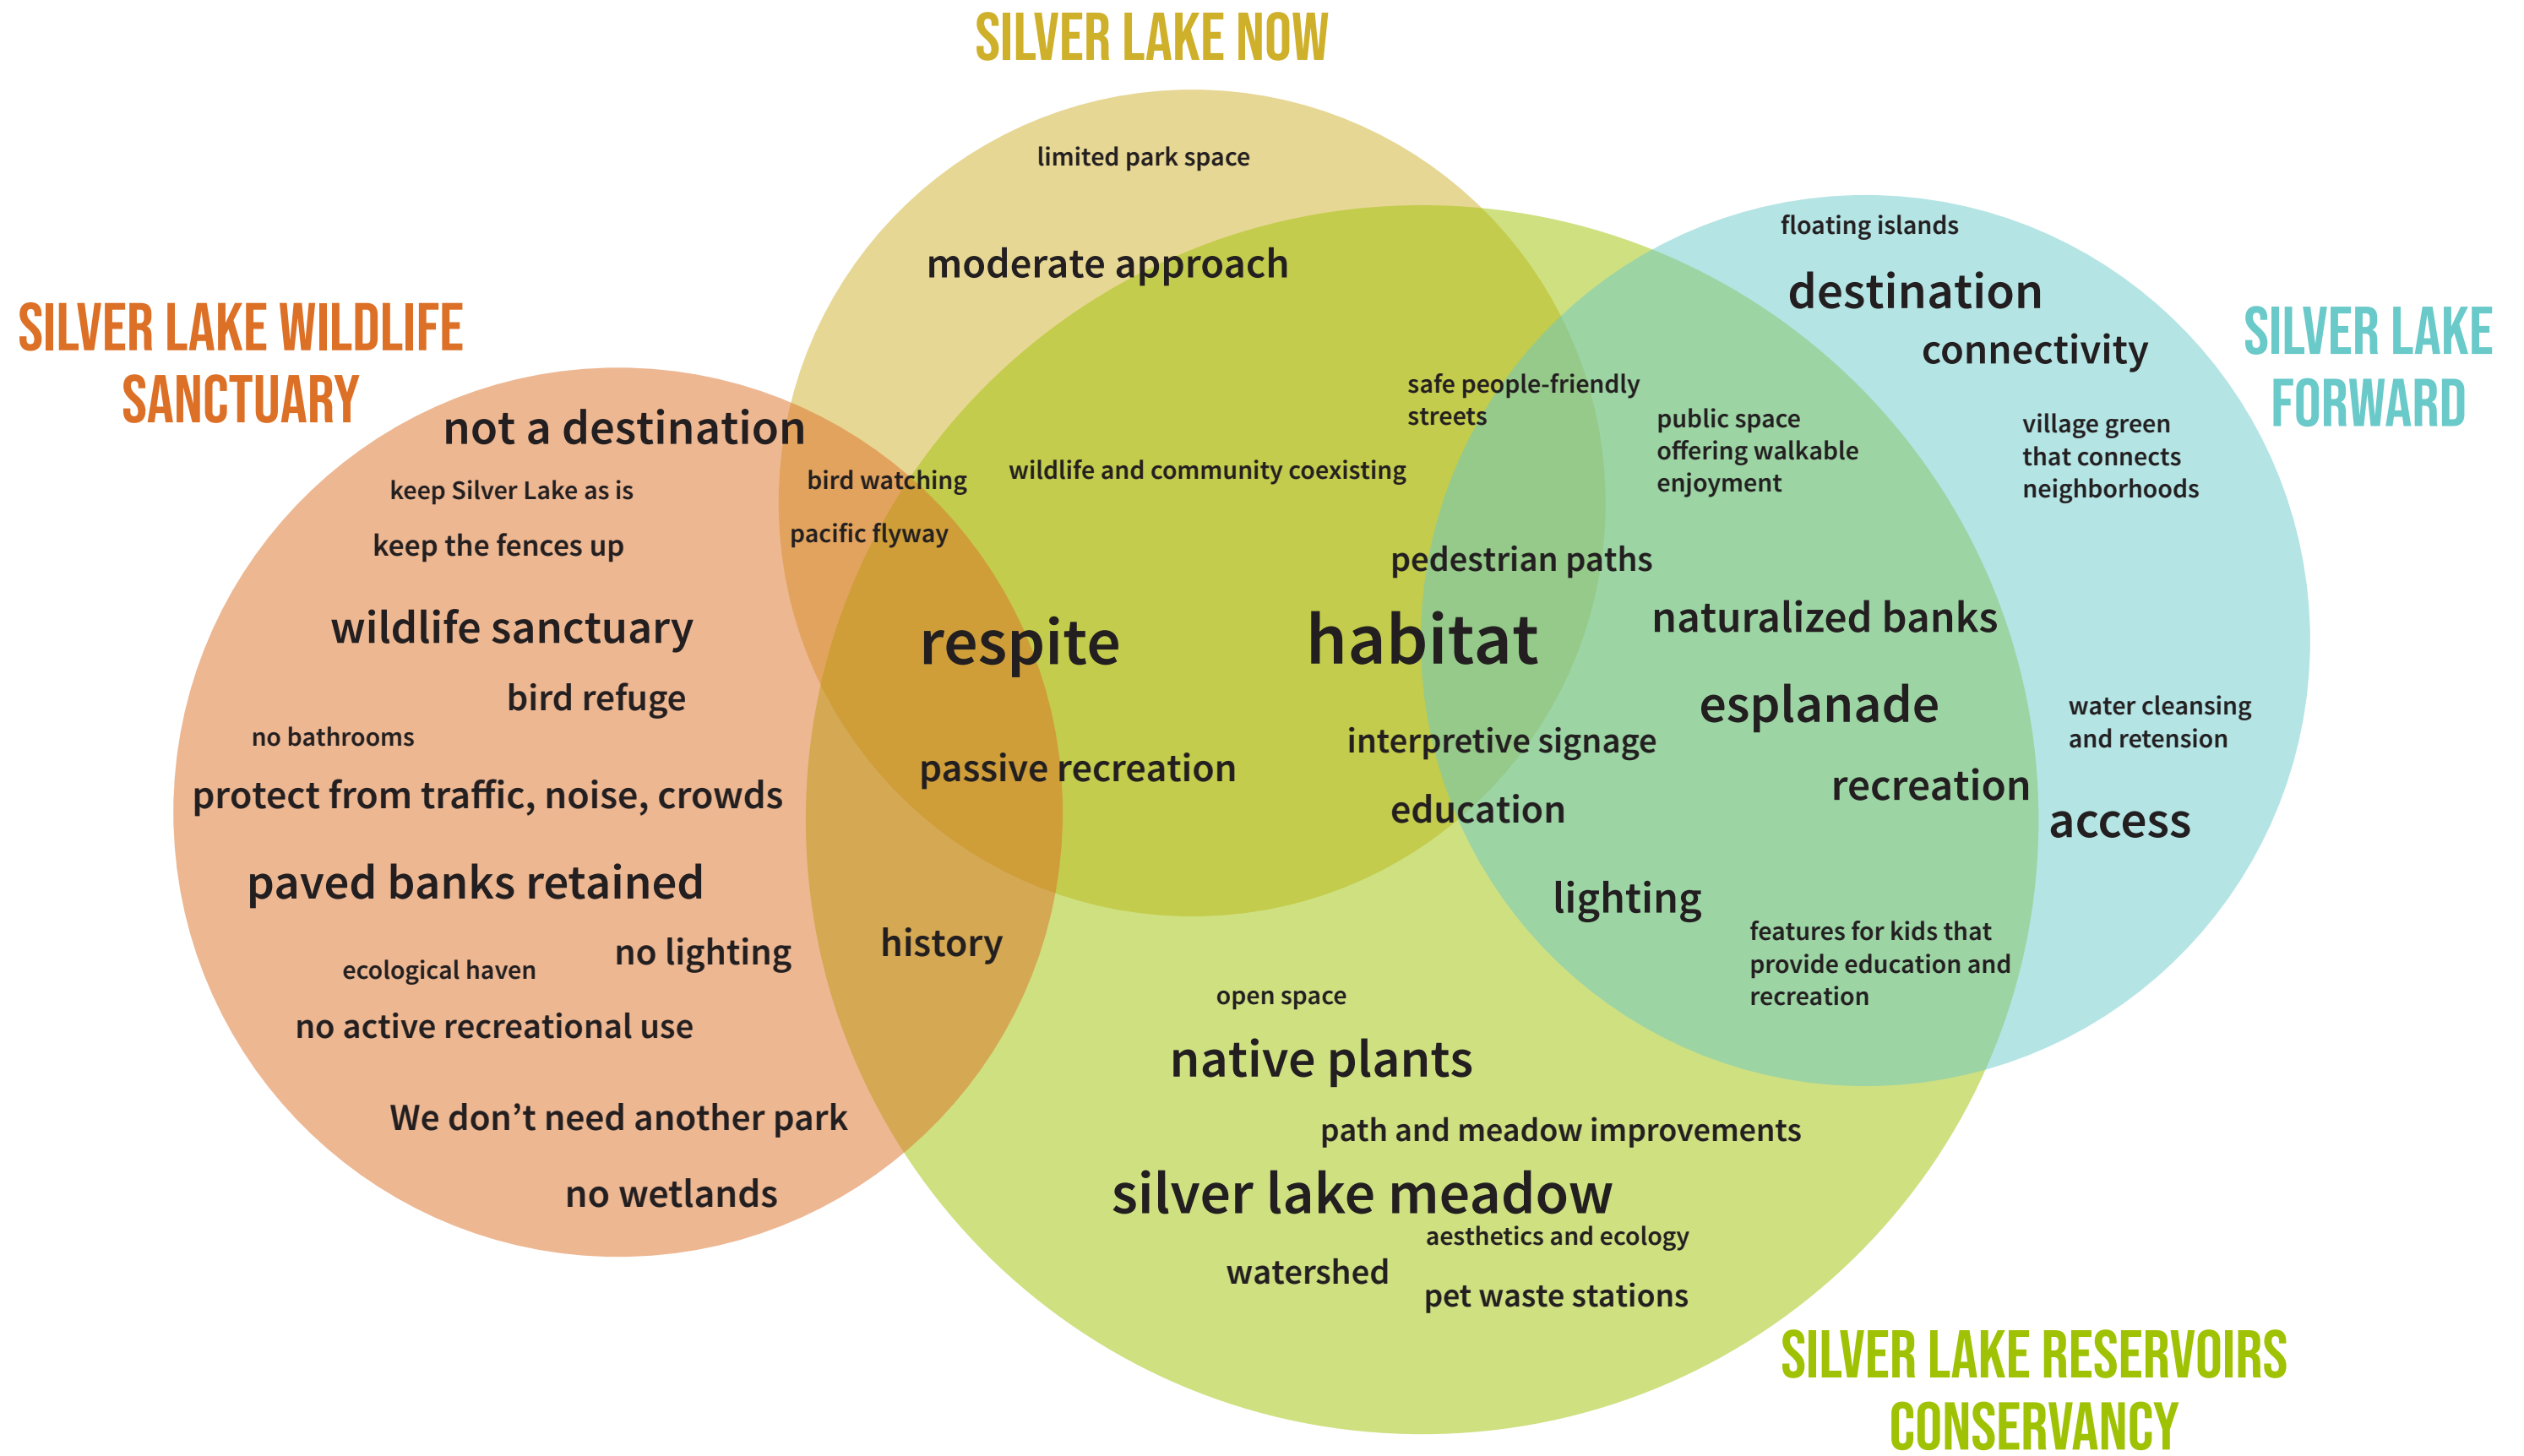 SILVER LAKE NOW
limited park space
moderate approach
SILVER LAKE WILDLIFE
SANCTUARY
not a destination
keep Silver Lake as is
keep the fences up
wildlife sanctuary
bird refuge
no bathrooms
protect from traffic, noise, crowds
paved banks retained
no lighting
ecological haven
no active recreational use
We don’t need another park
no wetlands
bird watching
pacific flyway
wildlife and community coexisting
respite
passive recreation
history
safe people-friendly
streets
pedestrian paths
habitat
interpretive signage
education
SILVER LAKE
FORWARD
floating islands
destination
connectivity
village green
that connects
neighborhoods
public space
offering walkable
enjoyment
naturalized banks
esplanade
water cleansing
and retension
recreation
access
lighting
features for kids that
provide education and
recreation
open space
native plants
path and meadow improvements
silver lake meadow
aesthetics and ecology
watershed
pet waste stations
SILVER LAKE RESERVOIRS
CONSERVANCY